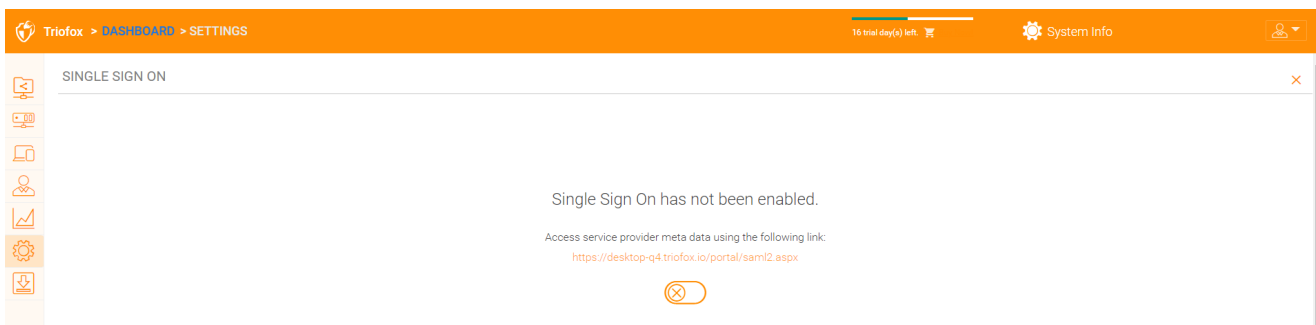 Triofox > DASHBOARD > SETTINGS
16 trial day(s) left.
System Info
SINGLE SIGN ON
Single Sign On has not been enabled.
Access service provider meta data using the following link:
https://desktop-q4.triofox.io/portal/saml2.aspx